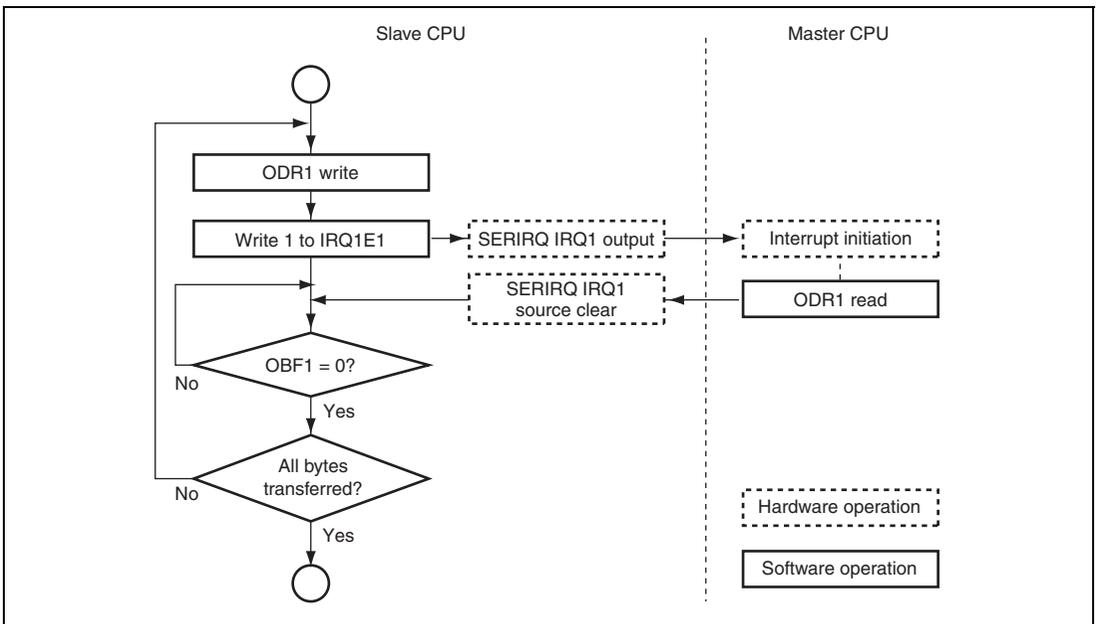 Slave CPU
Master CPU
ODR1 write
Write 1 to IRQ1E1
SERIRQ IRQ1 output
Interrupt initiation
SERIRQ IRQ1
source clear
ODR1 read
OBF1 = 0?
No
Yes
All bytes
transferred?
No
Yes
Hardware operation
Software operation